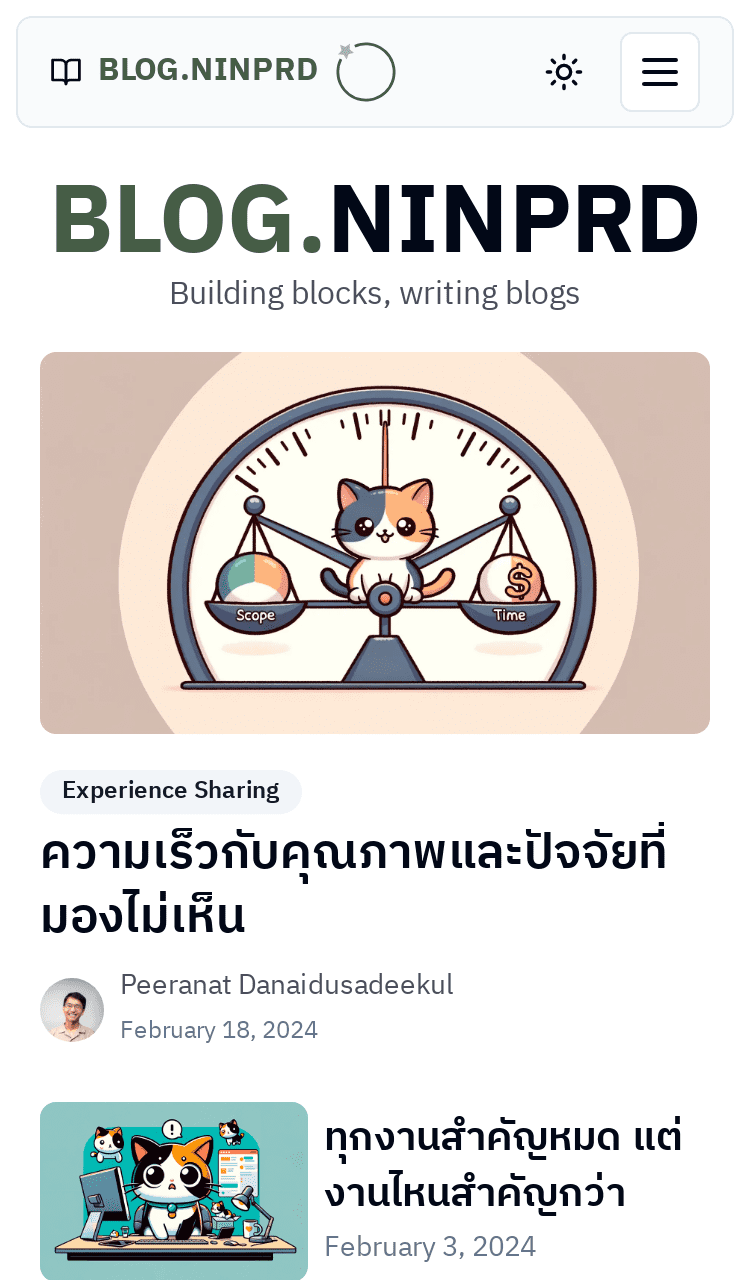 BLOG.NINPRD
BLOG.NINPRD
Building blocks, writing blogs
Scope
$
Time
Experience Sharing
ความเร็วกับคุณภาพและปัจจัยที่
มองไม่เห็น
Peeranat Danaidusadeekul
February 18, 2024
!
ทุกงานสำคัญหมด แต่
งานไหนสำคัญกว่า
February 3, 2024